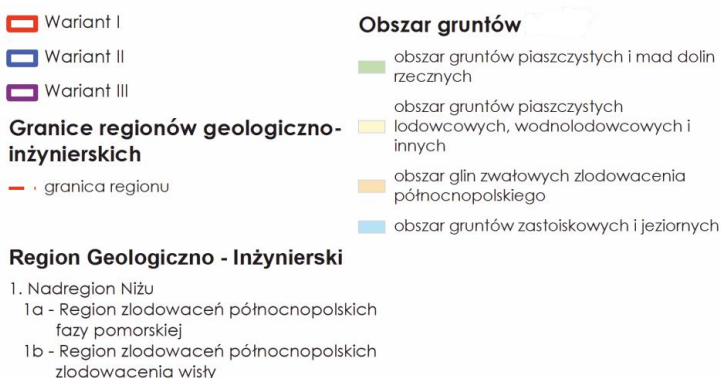 Wariant I
Wariant II
Wariant III
Granice regionów geologiczno-
inżynierskich
granica regionu
Region Geologiczno - Inżynierski
1. Nadregion Niżu
1a - Region zlodowaceń północnopolskich
fazy pomorskiej
1b - Region zlodowaceń północnopolskich
zlodowacenia wisły
Obszar gruntów
obszar gruntów piaszczystych i mad dolin
rzecznych
obszar gruntów piaszczystych
lodowcowych, wodnolodowcowych i
innych
obszar glin zwałowych zlodowacenia
północnopolskiego
obszar gruntów zastoiskowych i jeziornych